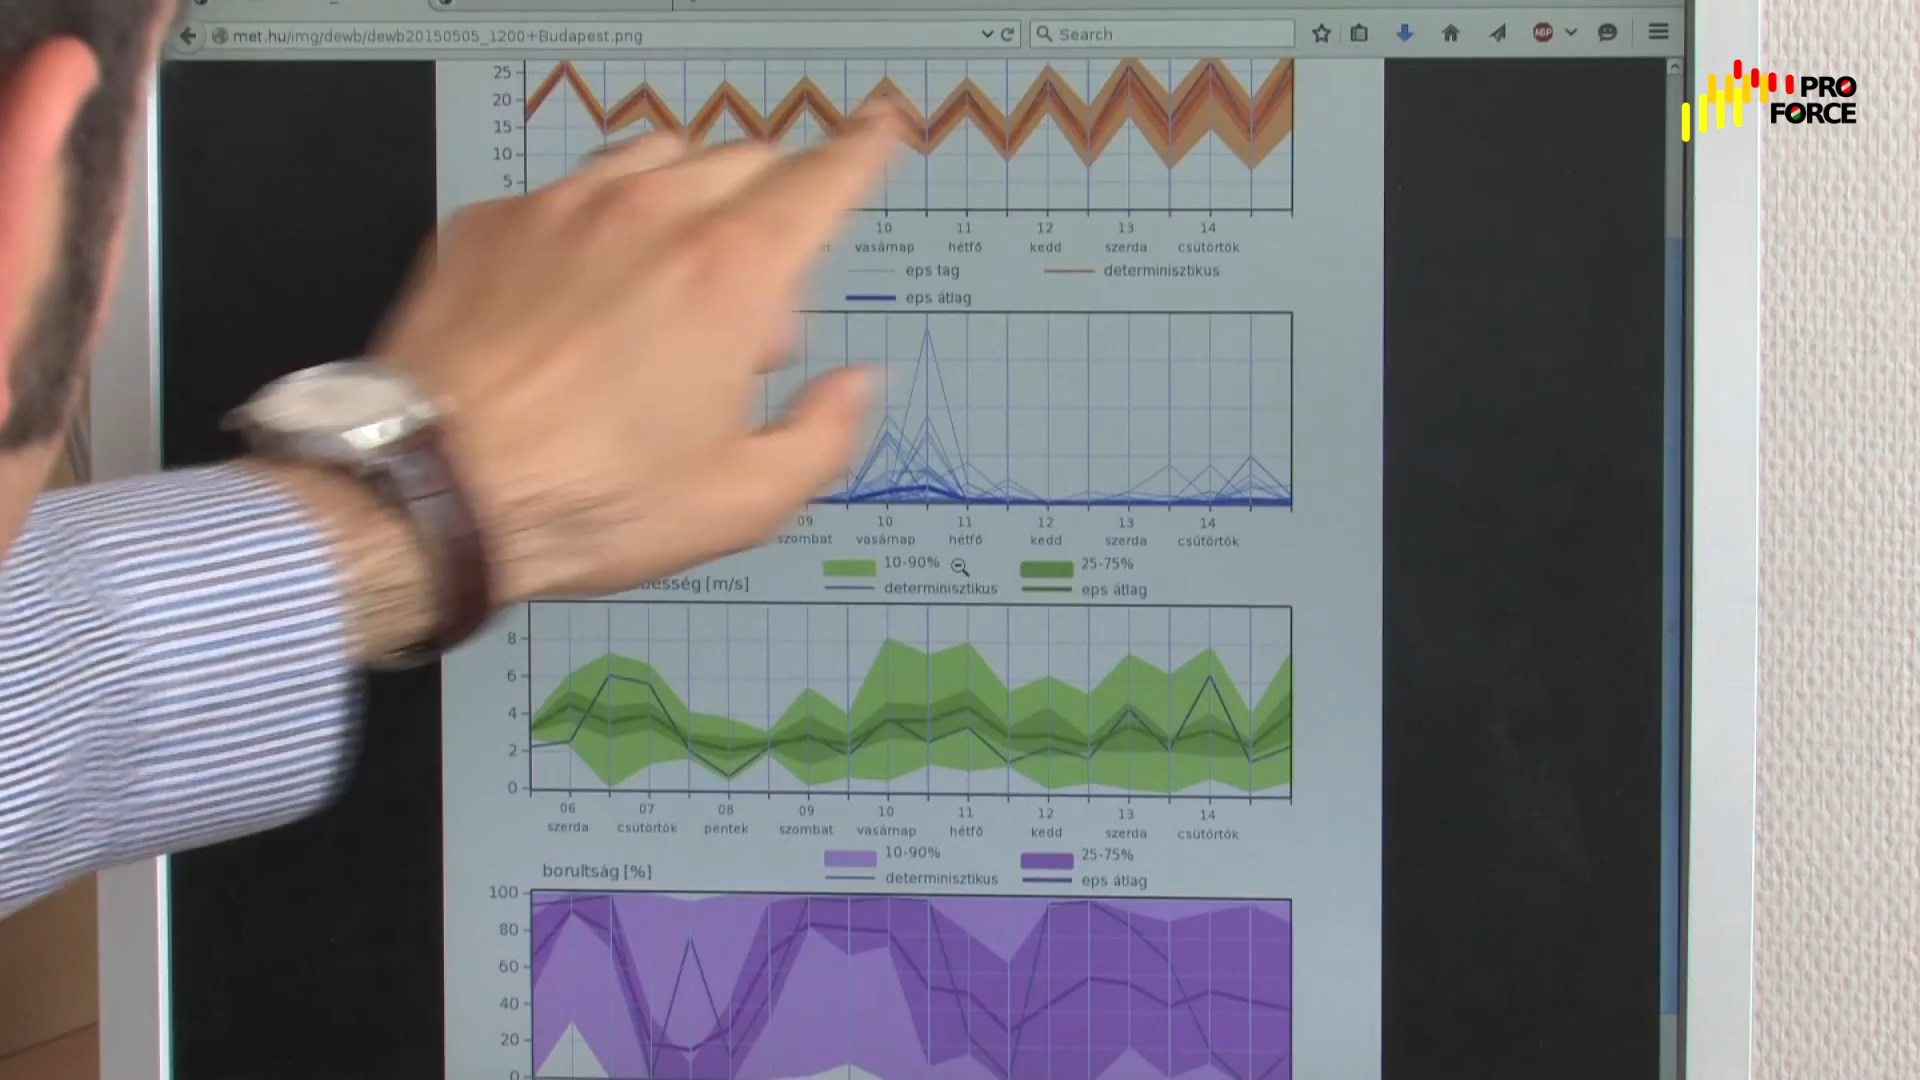 met.hu/img/dewb/dewb20150505_1200+Budapest.png
Search
ABP
PRO
FORCE
25
20
15
10
5
10 11 12 13 14
vasárnap hétfő kedd szerda csütörtök
eps tag determinisztikus
eps átlag
09 10 11 12 13 14
szombat vasárnap hétfő kedd szerda csütörtök
10-90% 25-75%
determinisztikus eps átlag
[m/s]
8
6
4
2
0
06 07 08 09 10 11 12 13 14
szerda csütörtök péntek szombat vasárnap hétfő kedd szerda csütörtök
10-90% 25-75%
borultság [%]
determinisztikus eps átlag
100
80
60
40
20
0